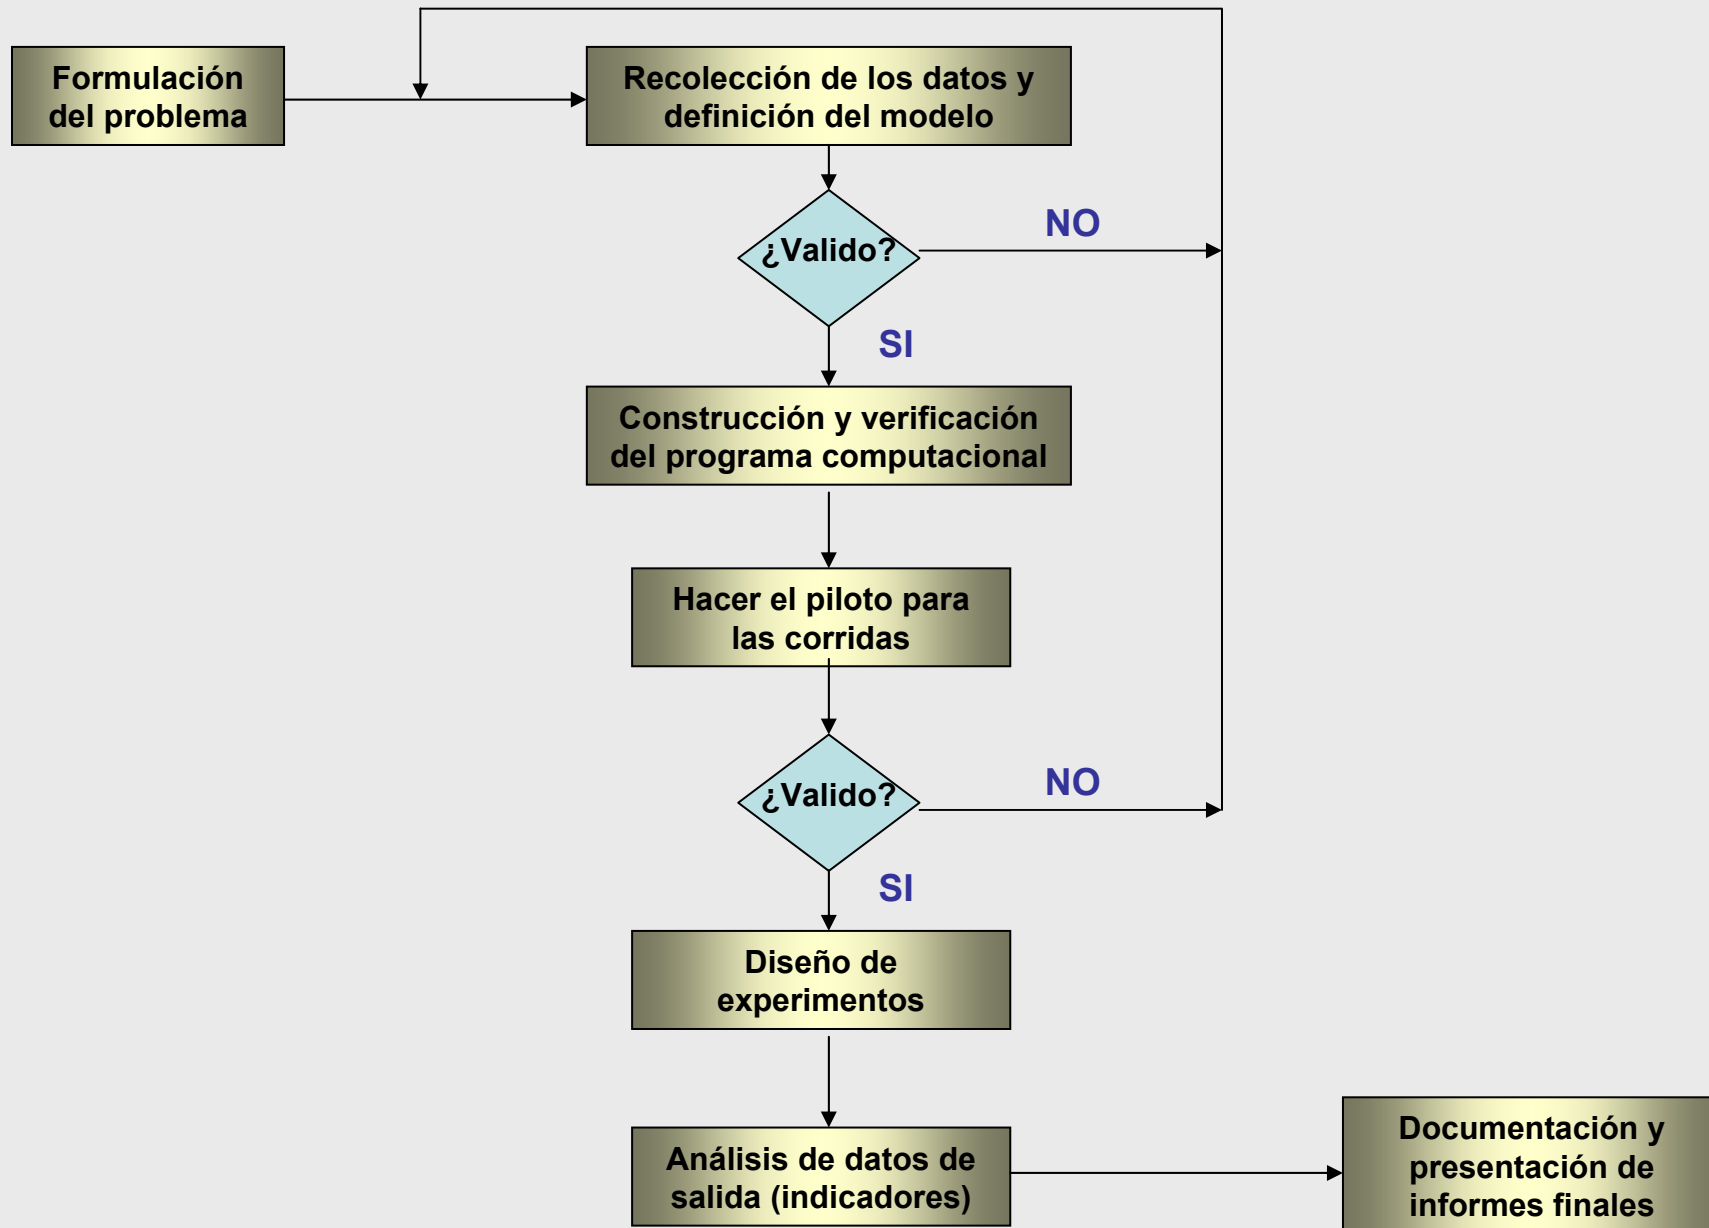 Formulación
del problema
Recolección de los datos y
definición del modelo
¿Valido?
NO
SI
Construcción y verificación
del programa computacional
Hacer el piloto para
las corridas
¿Valido?
NO
SI
Diseño de
experimentos
Análisis de datos de
salida (indicadores)
Documentación y
presentación de
informes finales